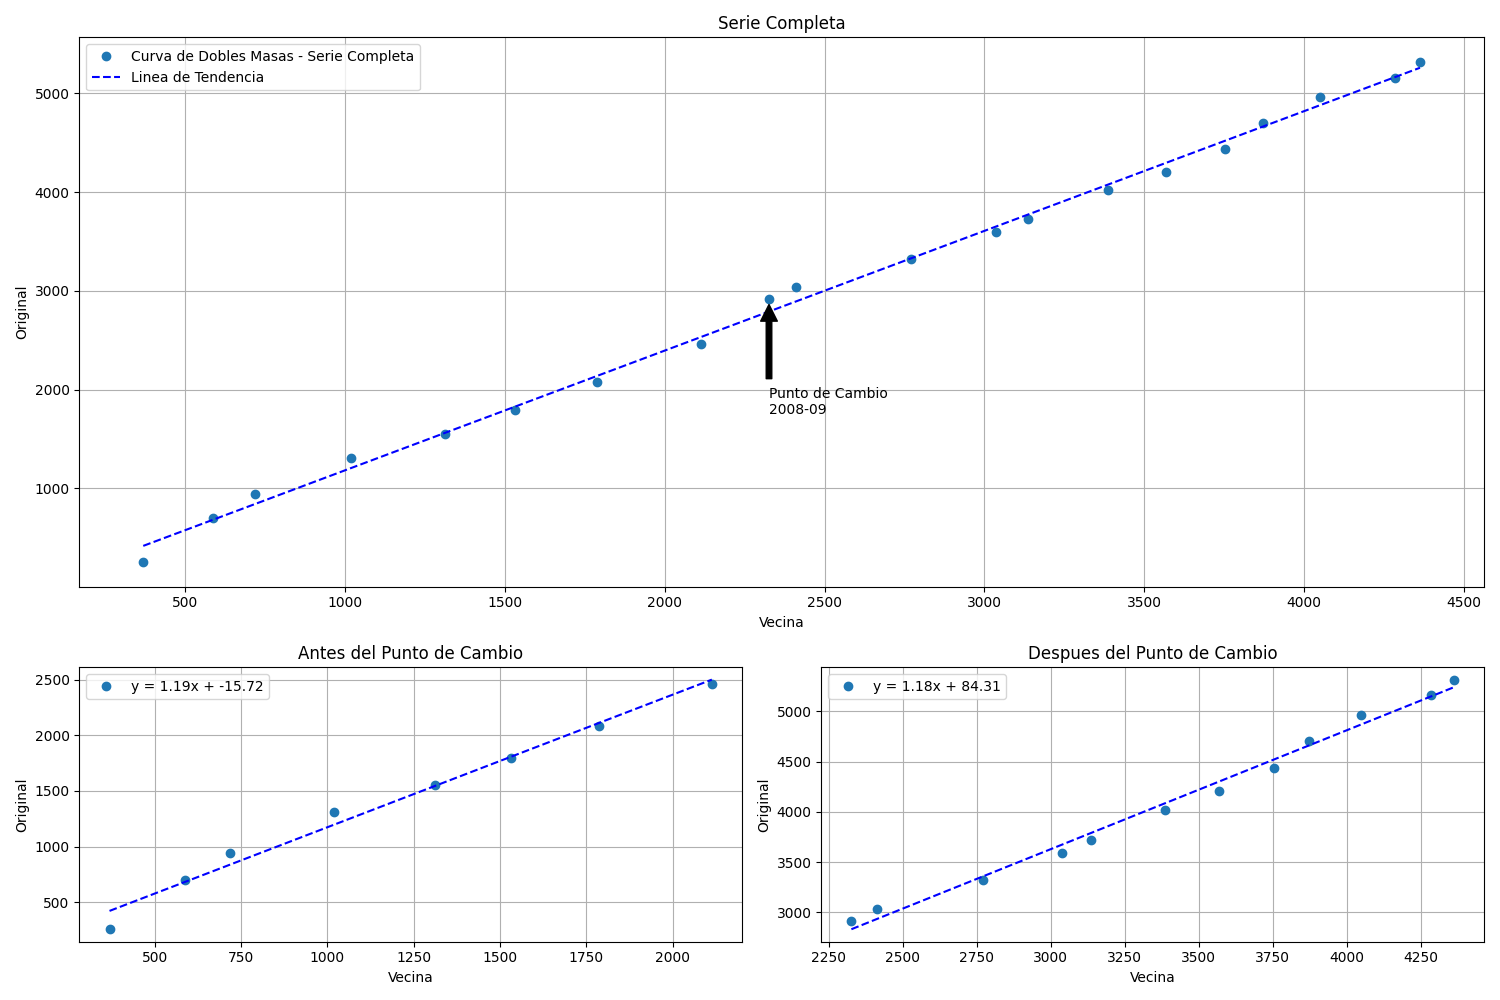 Serie Completa
Curva de Dobles Masas - Serie Completa
Linea de Tendencia
Original
5000
4000
3000
2000
1000
Punto de Cambio
2008-09
500 1000 1500 2000 2500 3000 3500 4000 4500
Vecina
Antes del Punto de Cambio
y = 1.19x + -15.72
Original
2500
2000
1500
1000
500
500 750 1000 1250 1500 1750 2000
Vecina
Despues del Punto de Cambio
y = 1.18x + 84.31
Original
5000
4500
4000
3500
3000
2250 2500 2750 3000 3250 3500 3750 4000 4250
Vecina